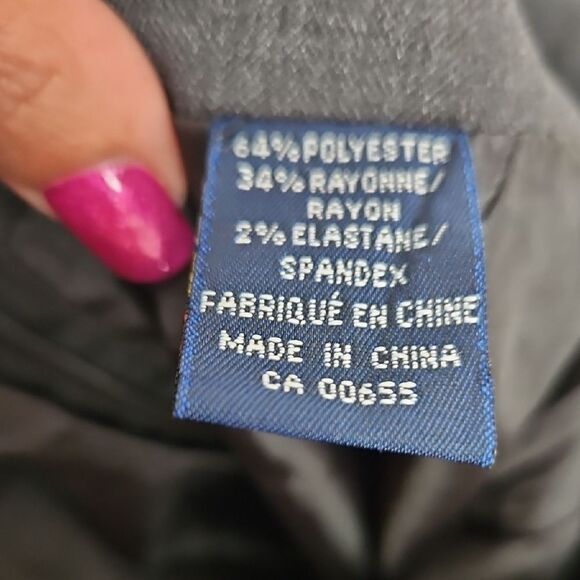 64% POLYESTER
34% RAYONNE/
RAYON
2% ELASTANE/
SPANDEX
FABRIQUÉ EN CHINE
MADE IN CHINA
CA 00655